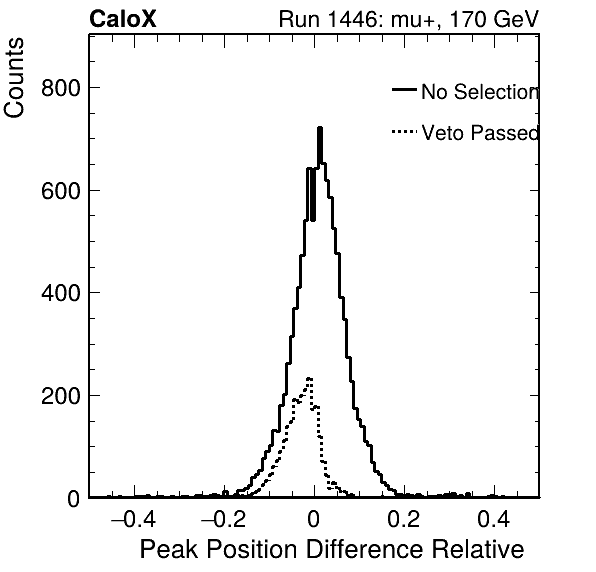 CaloX Run 1446: mu+, 170 GeV
Counts
No Selection
Veto Passed
800
600
400
200
0
−0.4 −0.2 0 0.2 0.4
Peak Position Difference Relative